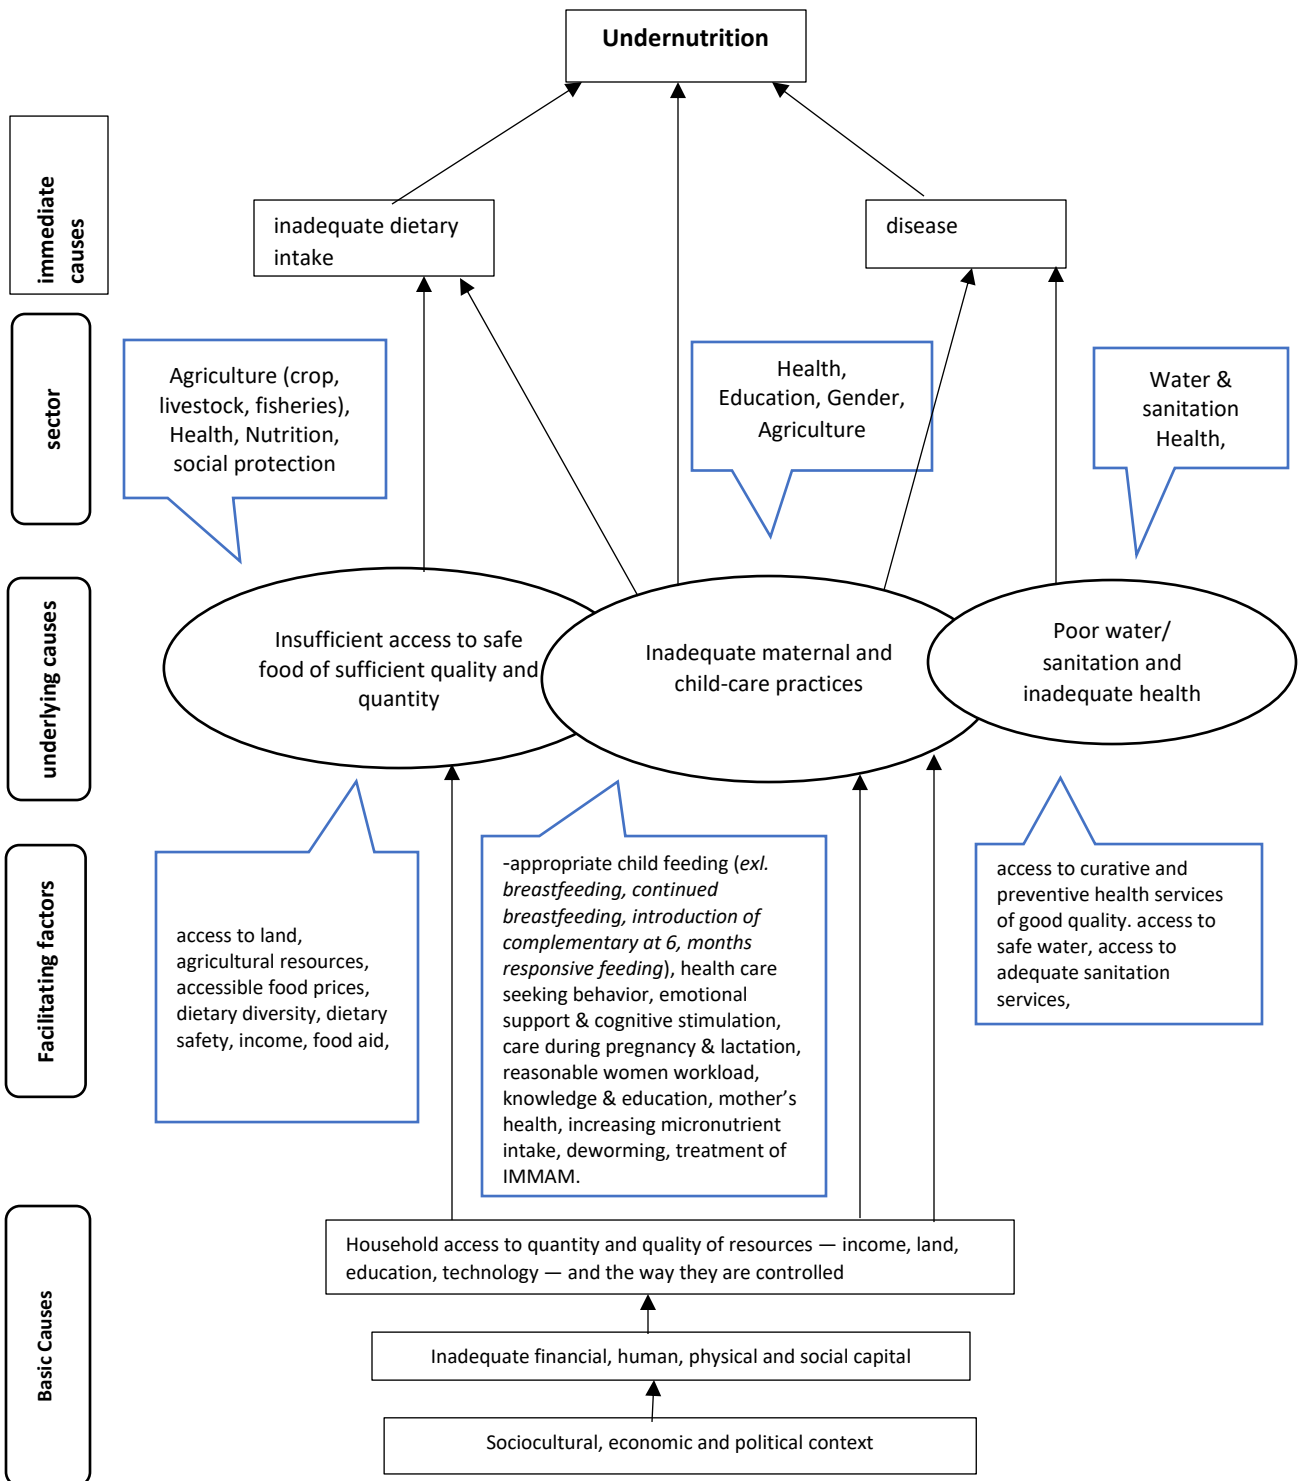 Undernutrition
immediate
causes
inadequate dietary
intake
disease
sector
Agriculture (crop,
livestock, fisheries),
Health, Nutrition,
social protection
Health,
Education, Gender,
Agriculture
Water &
sanitation
Health,
underlying causes
Insufficient access to safe
food of sufficient quality and
quantity
Inadequate maternal and
child-care practices
Poor water/
sanitation and
inadequate health
Facilitating factors
access to land,
agricultural resources,
accessible food prices,
dietary diversity, dietary
safety, income, food aid,
-appropriate child feeding (exl.
breastfeeding, continued
breastfeeding, introduction of
complementary at 6, months
responsive feeding), health care
seeking behavior, emotional
support & cognitive stimulation,
care during pregnancy & lactation,
reasonable women workload,
knowledge & education, mother’s
health, increasing micronutrient
intake, deworming, treatment of
IMMAM.
access to curative and
preventive health services
of good quality. access to
safe water, access to
adequate sanitation
services,
Basic Causes
Household access to quantity and quality of resources — income, land,
education, technology — and the way they are controlled
Inadequate financial, human, physical and social capital
Sociocultural, economic and political context